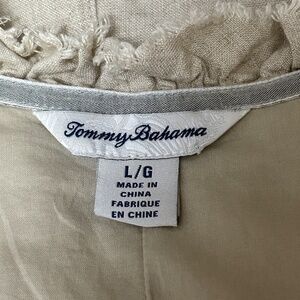 Tommy Bahama
L/G
MADE IN
CHINA
FABRIQUE
EN CHINE